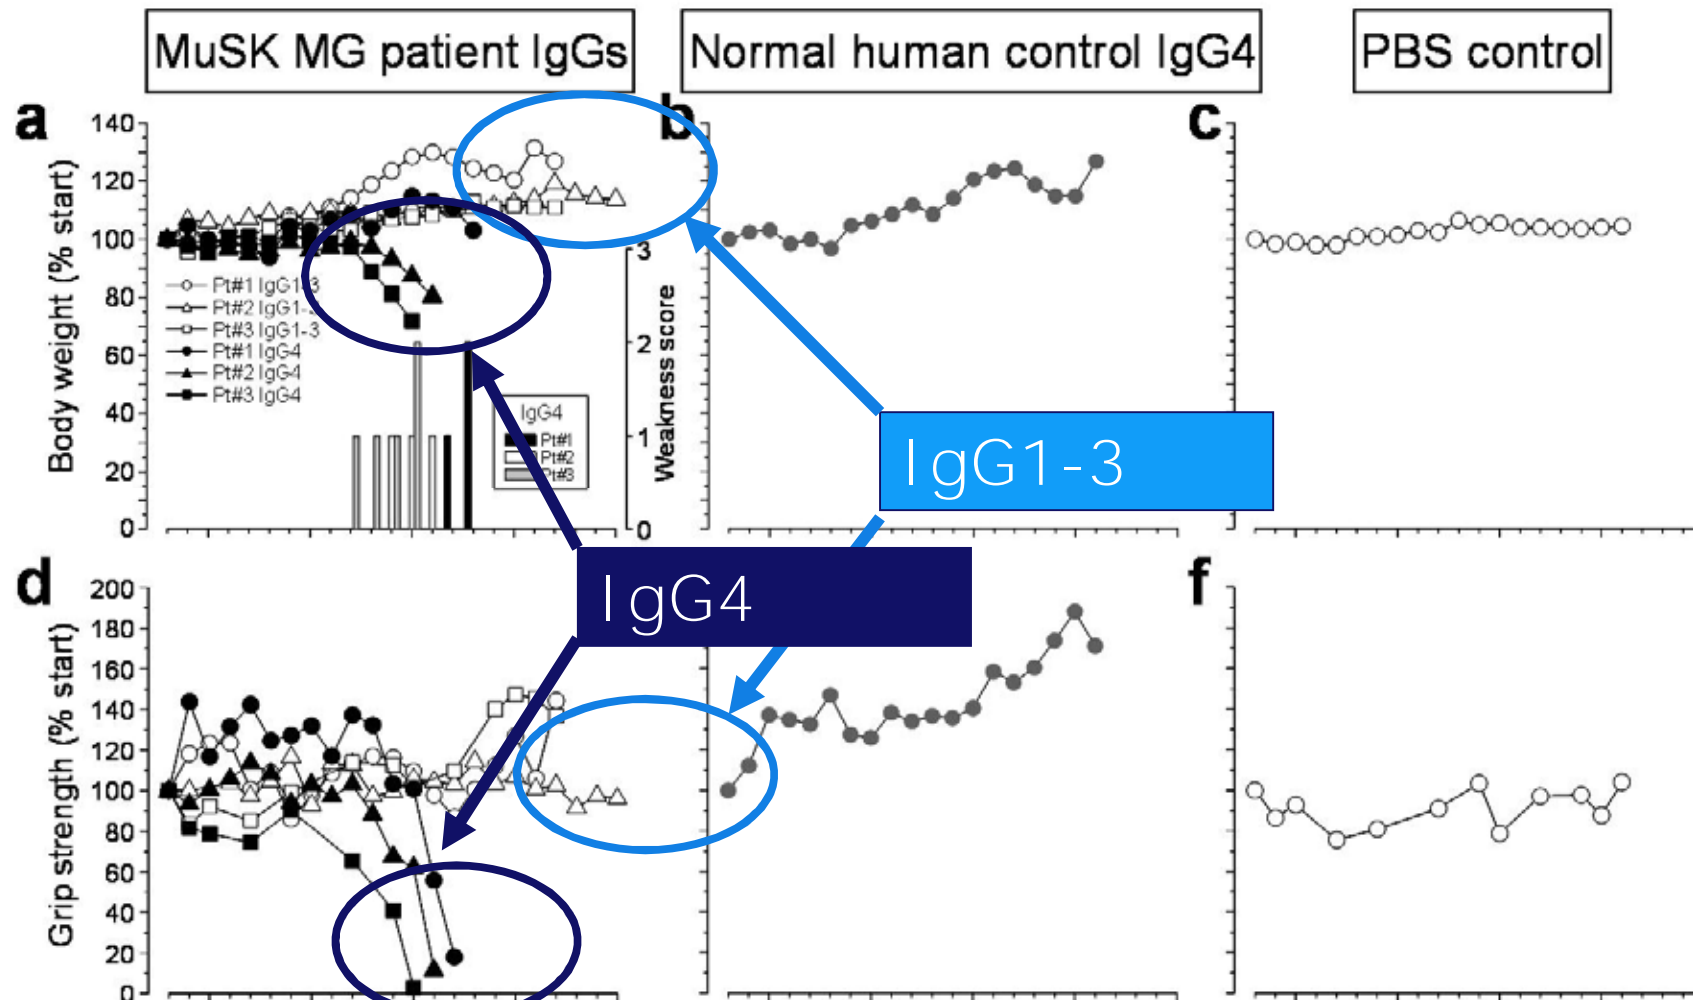 MuSK MG patient IgGs
Normal human control IgG4
PBS control
a
b
c
140
120
100
80
60
40
20
0
Body weight (% start)
Pt#1 IgG1-3
Pt#2 IgG1-3
Pt#3 IgG1-3
Pt#1 IgG4
Pt#2 IgG4
Pt#3 IgG4
3
2
1
0
Weakness score
IgG4
Pt#1
Pt#2
Pt#3
IgG1-3
IgG4
d
f
200
180
160
140
120
100
80
60
40
20
0
Grip strength (% start)